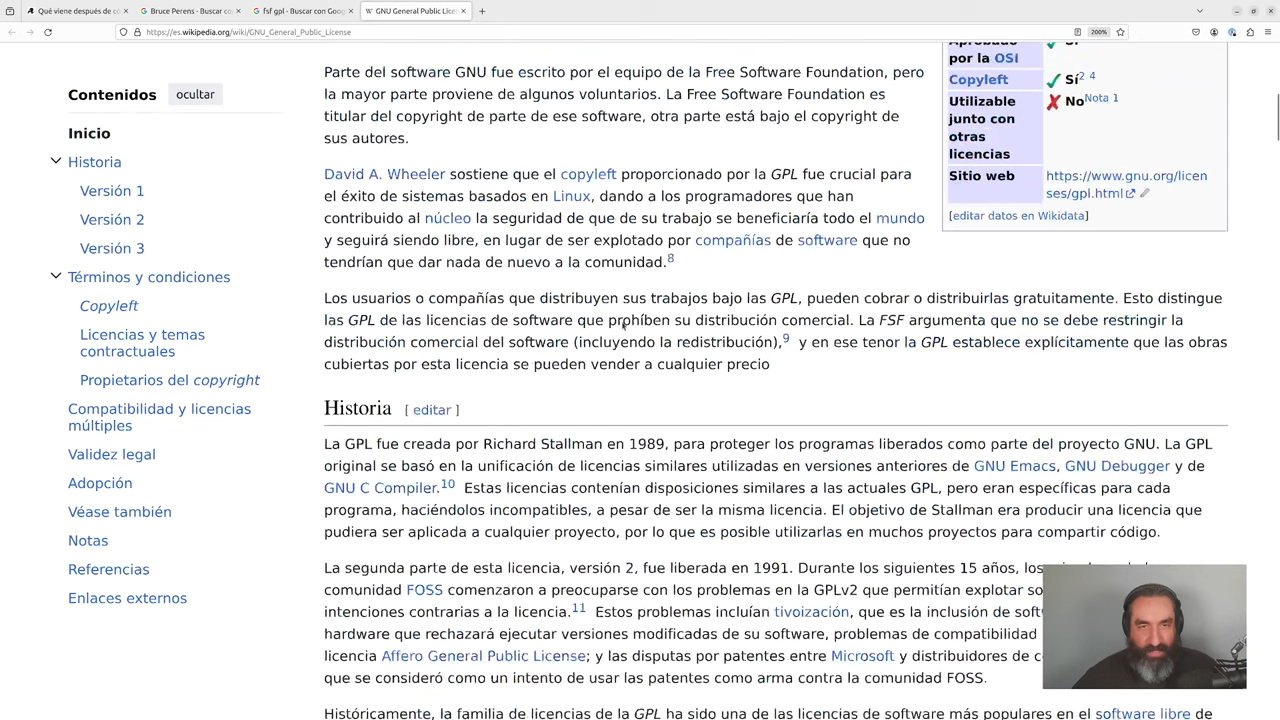 Qué viene después de có
Bruce Perens - Buscar co
fsf gpl - Buscar con Goog
GNU General Public Licen
https://es.wikipedia.org/wiki/GNU_General_Public_License
200%
Contenidos
ocultar
Inicio
Historia
Versión 1
Versión 2
Versión 3
Términos y condiciones
Copyleft
Licencias y temas
contractuales
Propietarios del copyright
Compatibilidad y licencias
múltiples
Validez legal
Adopción
Véase también
Notas
Referencias
Enlaces externos
Parte del software GNU fue escrito por el equipo de la Free Software Foundation, pero
la mayor parte proviene de algunos voluntarios. La Free Software Foundation es
titular del copyright de parte de ese software, otra parte está bajo el copyright de
sus autores.
David A. Wheeler sostiene que el copyleft proporcionado por la GPL fue crucial para
el éxito de sistemas basados en Linux, dando a los programadores que han
contribuido al núcleo la seguridad de que de su trabajo se beneficiaría todo el mundo
y seguirá siendo libre, en lugar de ser explotado por compañías de software que no
tendrían que dar nada de nuevo a la comunidad.8
Los usuarios o compañías que distribuyen sus trabajos bajo las GPL, pueden cobrar o distribuirlas gratuitamente. Esto distingue
las GPL de las licencias de software que prohíben su distribución comercial. La FSF argumenta que no se debe restringir la
distribución comercial del software (incluyendo la redistribución),9 y en ese tenor la GPL establece explícitamente que las obras
cubiertas por esta licencia se pueden vender a cualquier precio
Historia [ editar ]
La GPL fue creada por Richard Stallman en 1989, para proteger los programas liberados como parte del proyecto GNU. La GPL
original se basó en la unificación de licencias similares utilizadas en versiones anteriores de GNU Emacs, GNU Debugger y de
GNU C Compiler.10 Estas licencias contenían disposiciones similares a las actuales GPL, pero eran específicas para cada
programa, haciéndolos incompatibles, a pesar de ser la misma licencia. El objetivo de Stallman era producir una licencia que
pudiera ser aplicada a cualquier proyecto, por lo que es posible utilizarlas en muchos proyectos para compartir código.
La segunda parte de esta licencia, versión 2, fue liberada en 1991. Durante los siguientes 15 años, los
comunidad FOSS comenzaron a preocuparse con los problemas en la GPLv2 que permitían explotar so
intenciones contrarias a la licencia.11 Estos problemas incluían tivoización, que es la inclusión de soft
hardware que rechazará ejecutar versiones modificadas de su software, problemas de compatibilidad
licencia Affero General Public License; y las disputas por patentes entre Microsoft y distribuidores de c
que se consideró como un intento de usar las patentes como arma contra la comunidad FOSS.
Históricamente, la familia de licencias de la GPL ha sido una de las licencias de software más populares en el software libre de
Aprobado Sí
por la OSI
Copyleft Sí2 4
Utilizable NoNota 1
junto con
otras
licencias
Sitio web https://www.gnu.org/licen
ses/gpl.html
[editar datos en Wikidata]